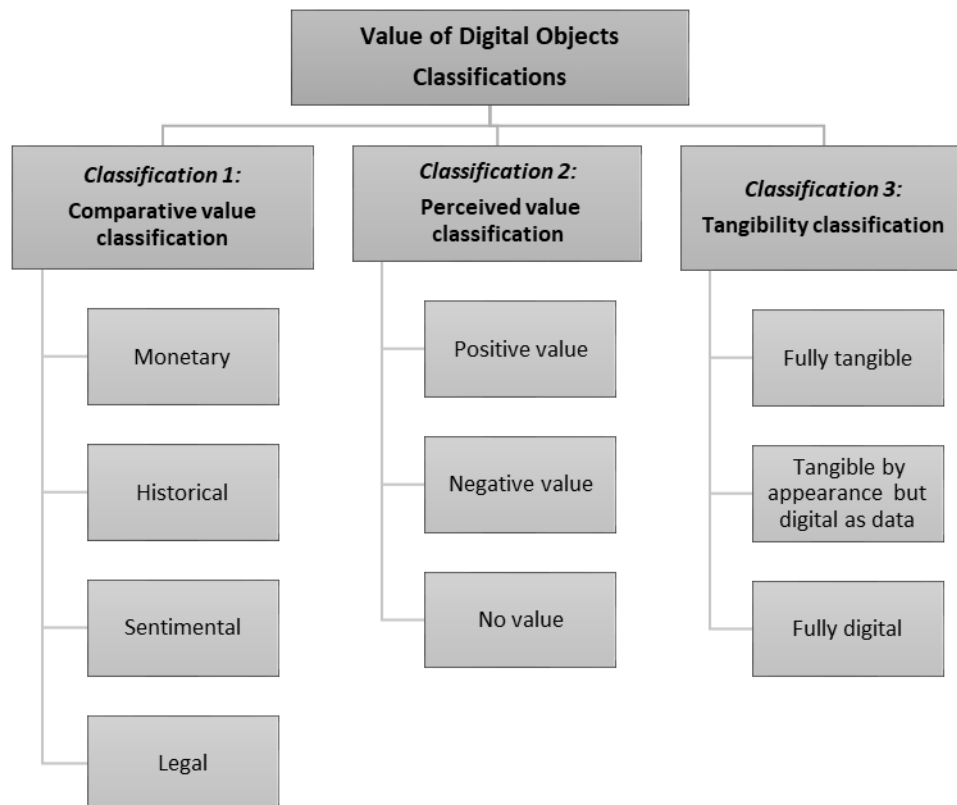 Value of Digital Objects
Classifications
Classification 1:
Comparative value
classification
Monetary
Historical
Sentimental
Legal
Classification 2:
Perceived value
classification
Positive value
Negative value
No value
Classification 3:
Tangibility classification
Fully tangible
Tangible by
appearance but
digital as data
Fully digital